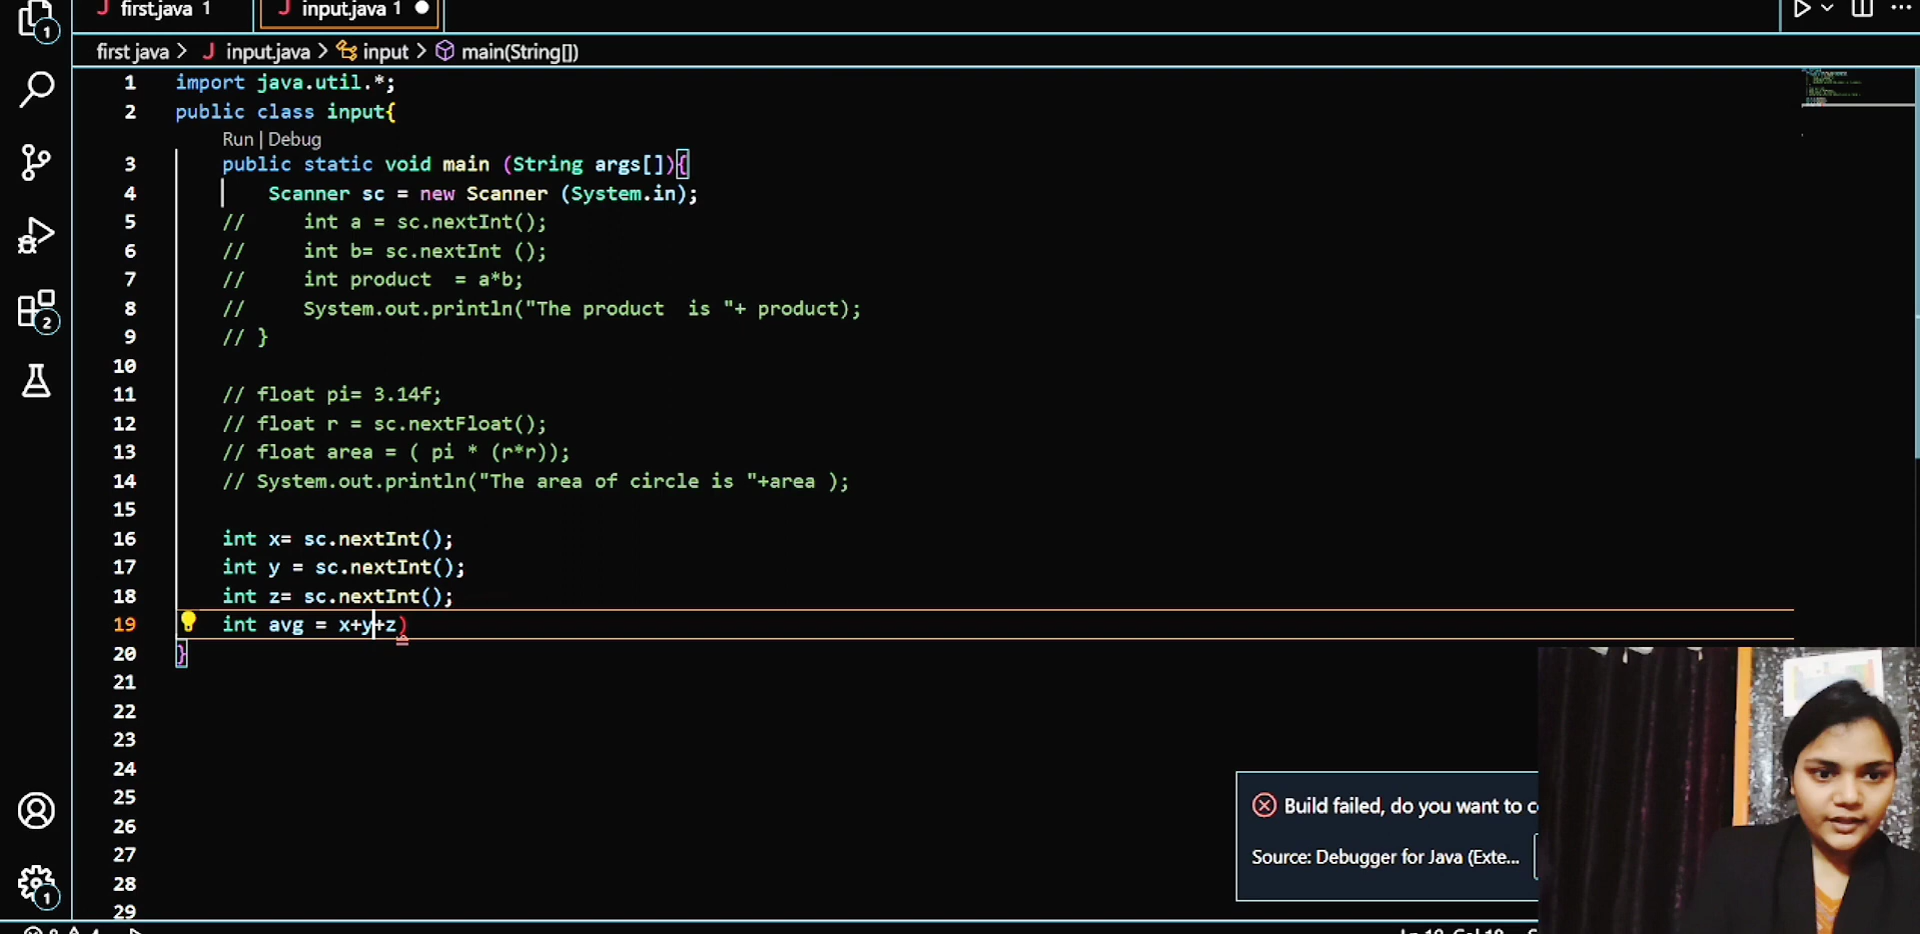 first.java 1 input.java 1
first.java > input.java > input > main(String[])
1 import java.util.*;
2 public class input{
Run | Debug
3 public static void main (String args[]){
4 Scanner sc = new Scanner (System.in);
5 // int a = sc.nextInt();
6 // int b= sc.nextInt ();
7 // int product  = a*b;
8 // System.out.println("The product  is "+ product);
9 // }
10
11 // float pi= 3.14f;
12 // float r = sc.nextFloat();
13 // float area = ( pi * (r*r));
14 // System.out.println("The area of circle is "+area );
15
16 int x= sc.nextInt();
17 int y = sc.nextInt();
18 int z= sc.nextInt();
19 int avg = x+y+z)
20 }
21
22
23
24
25
26
27
28
29
1
2
1
Build failed, do you want to
Source: Debugger for Java (Exte...